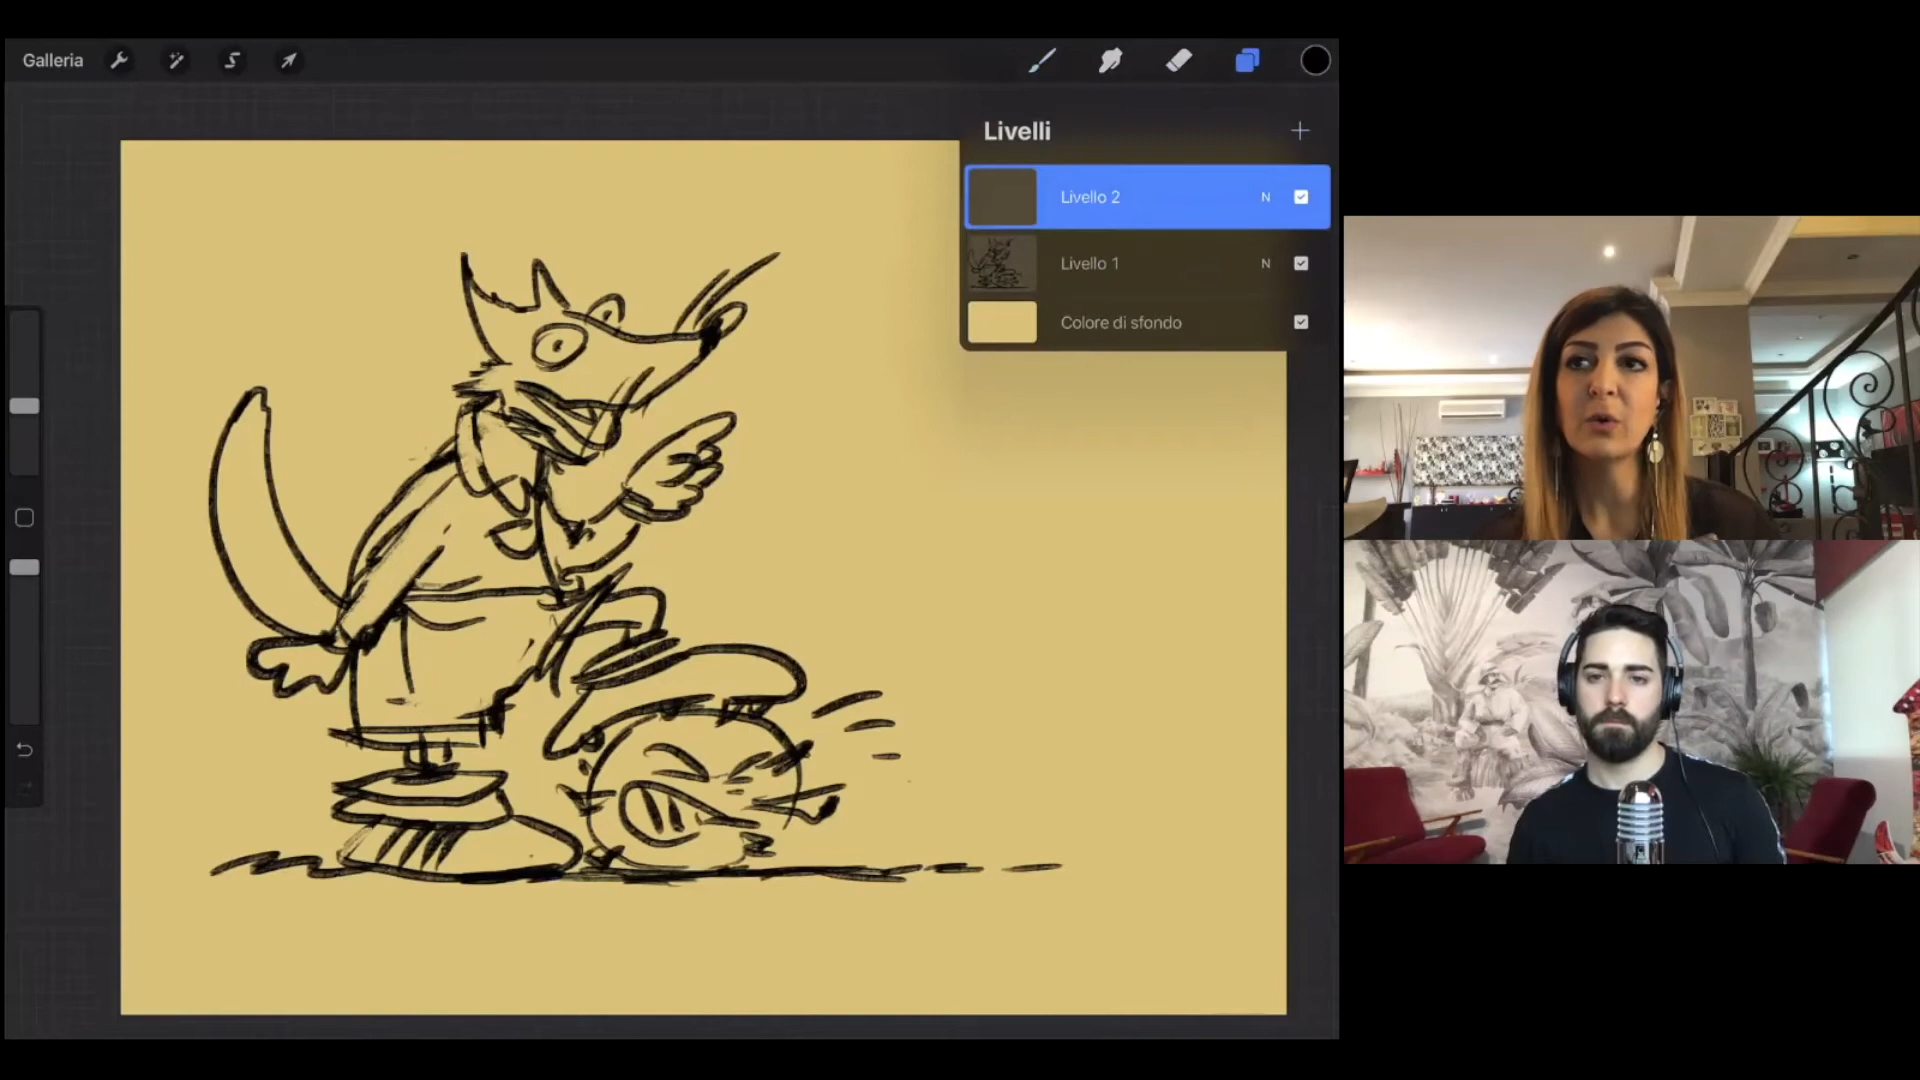 Galleria
Livelli
Livello 2 N
Livello 1 N
Colore di sfondo